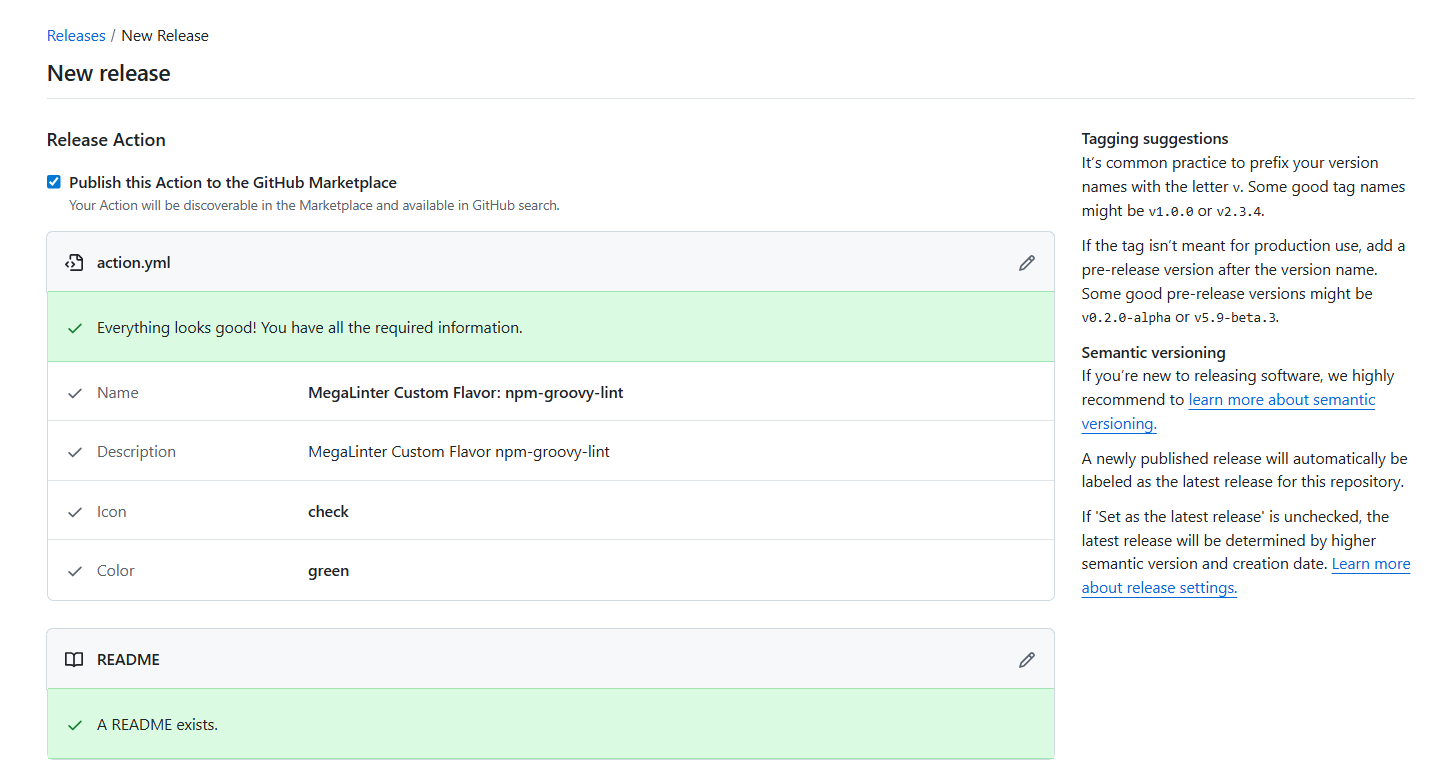 Releases / New Release
New release
Release Action
Publish this Action to the GitHub Marketplace
Your Action will be discoverable in the Marketplace and available in GitHub search.
action.yml
Everything looks good! You have all the required information.
Name MegaLinter Custom Flavor: npm-groovy-lint
Description MegaLinter Custom Flavor npm-groovy-lint
Icon check
Color green
README
A README exists.
Tagging suggestions
It's common practice to prefix your version
names with the letter v. Some good tag names
might be v1.0.0 or v2.3.4.
If the tag isn't meant for production use, add a
pre-release version after the version name.
Some good pre-release versions might be
v0.2.0-alpha or v5.9-beta.3.
Semantic versioning
If you're new to releasing software, we highly
recommend to learn more about semantic
versioning.
A newly published release will automatically be
labeled as the latest release for this repository.
If 'Set as the latest release' is unchecked, the
latest release will be determined by higher
semantic version and creation date. Learn more
about release settings.